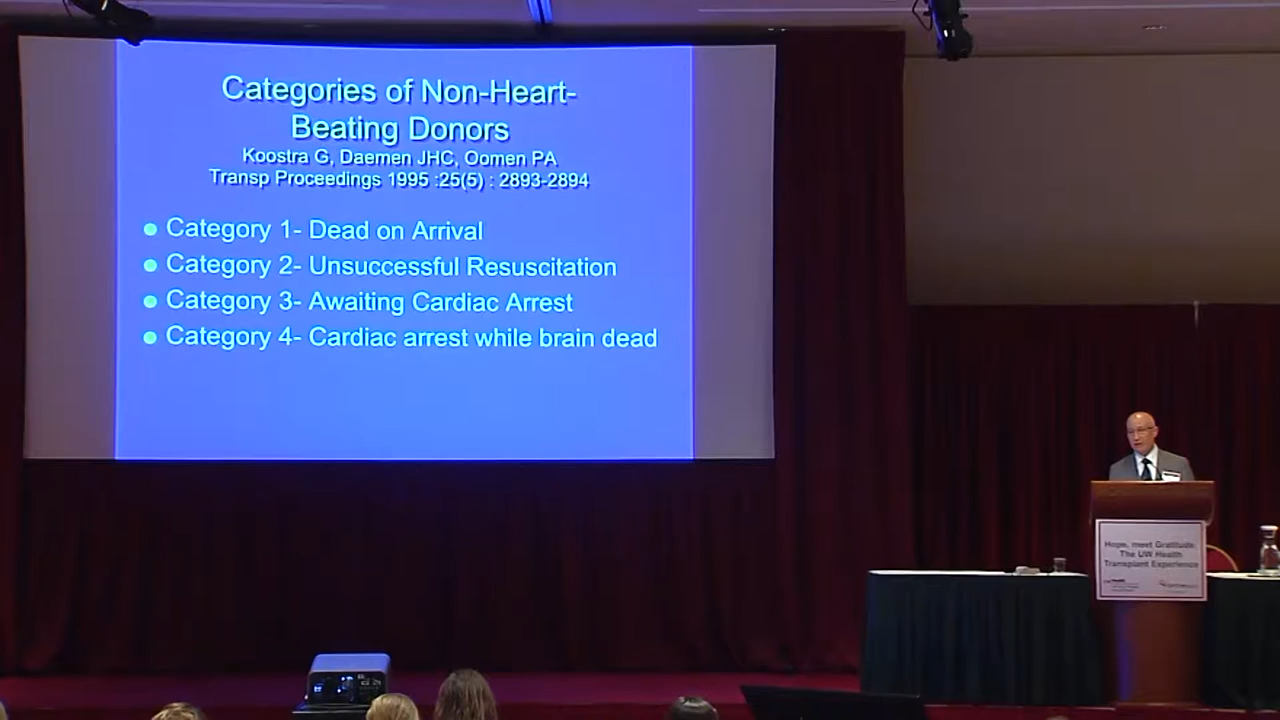 Categories of Non-Heart-
Beating Donors
Koostra G, Daemen JHC, Oomen PA
Transp Proceedings 1995 :25(5) : 2893-2894
Category 1- Dead on Arrival
Category 2- Unsuccessful Resuscitation
Category 3- Awaiting Cardiac Arrest
Category 4- Cardiac arrest while brain dead
Hope, meet Gratitude:
The UW Health
Transplant Experience